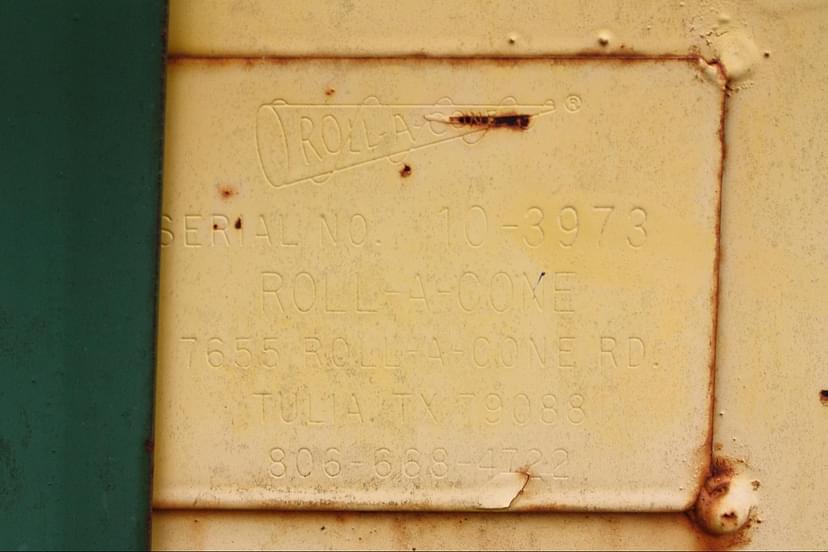 ROLL-A-CONE ®
SERIAL NO. 10-3973
ROLL-A-CONE
7655 ROLL-A-CONE RD.
TULIA TX 79088
806-668-4722